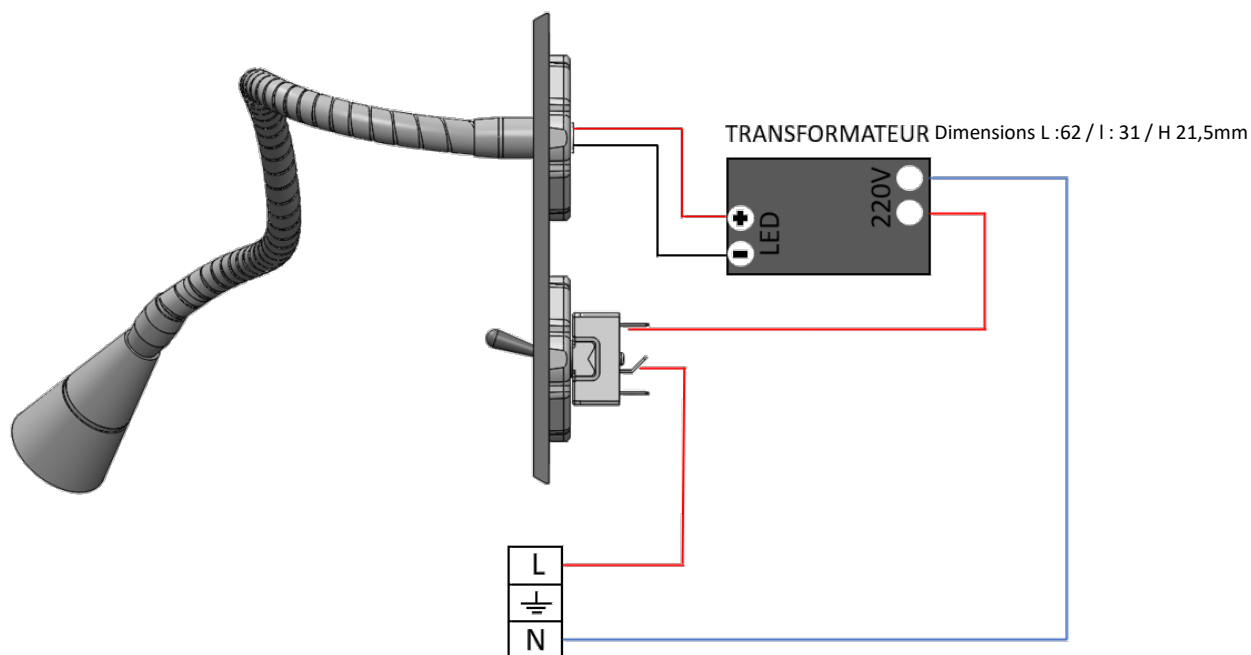 TRANSFORMATEUR Dimensions L :62 / l : 31 / H 21,5mm
220V
+
LED
-
L
N